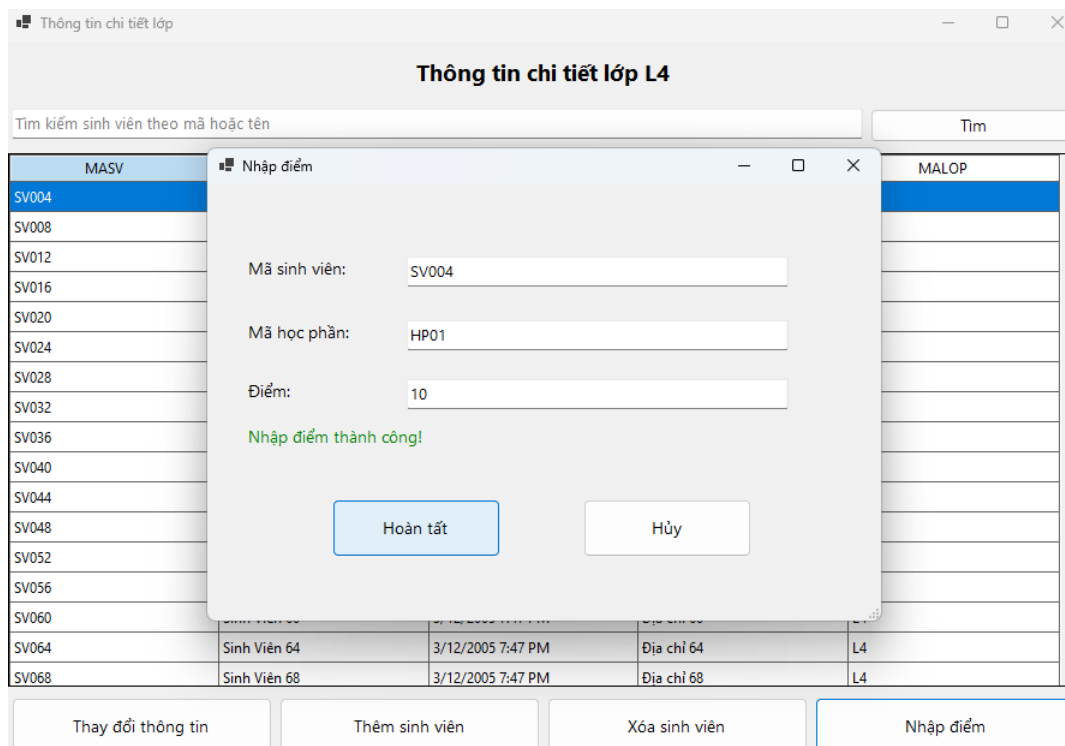 Thông tin chi tiết lớp
Thông tin chi tiết lớp L4
Tìm kiếm sinh viên theo mã hoặc tên
Tìm
MASV
MALOP
SV004
SV008
SV012
SV016
SV020
SV024
SV028
SV032
SV036
SV040
SV044
SV048
SV052
SV056
SV060
SV064 Sinh Viên 64 3/12/2005 7:47 PM Địa chỉ 64 L4
SV068 Sinh Viên 68 3/12/2005 7:47 PM Địa chỉ 68 L4
Nhập điểm
Mã sinh viên: SV004
Mã học phần: HP01
Điểm: 10
Nhập điểm thành công!
Hoàn tất
Hủy
Thay đổi thông tin
Thêm sinh viên
Xóa sinh viên
Nhập điểm